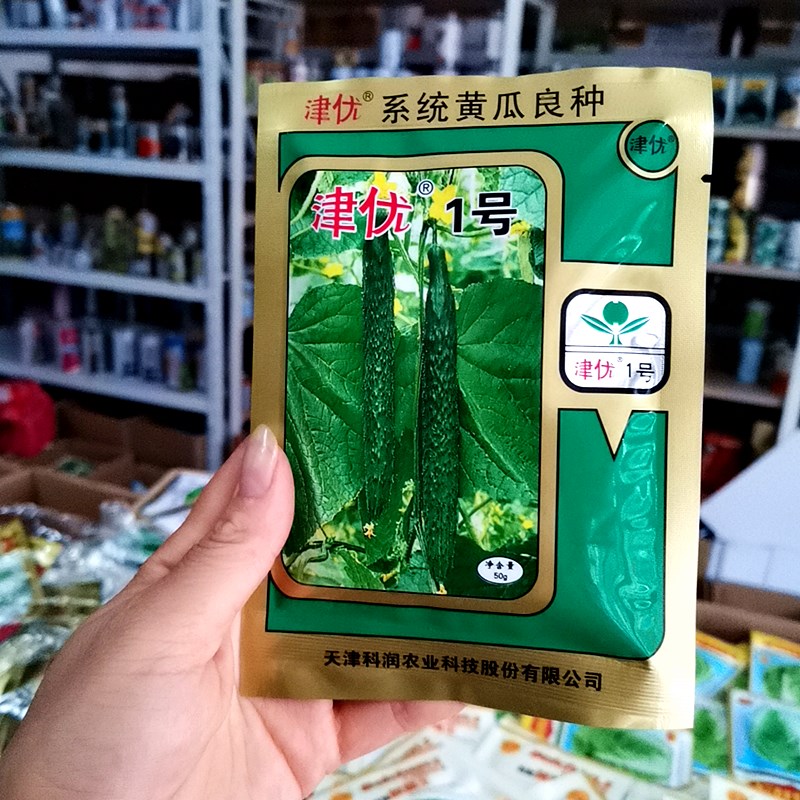 津优® 系统黄瓜良种
津优®
津优® 1号
津优® 1号
净含量
50g
天津科润农业科技股份有限公司